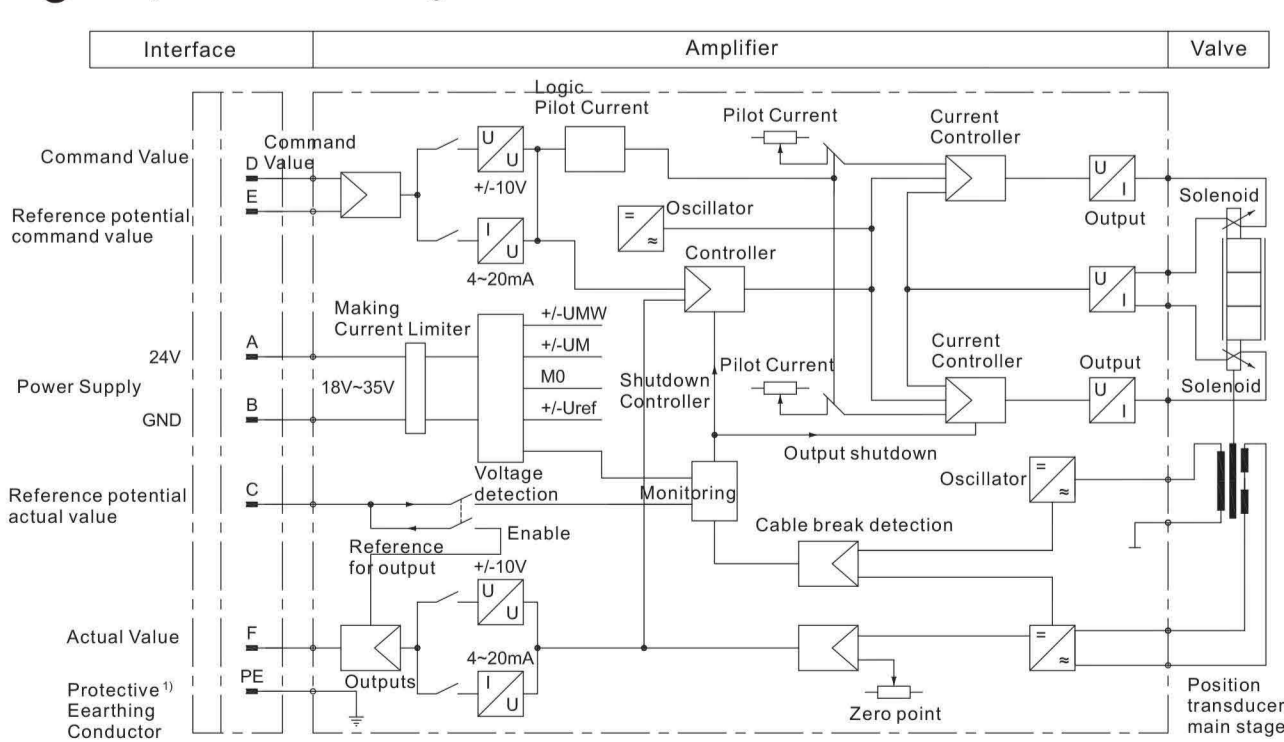 Interface
Amplifier
Valve
Logic
Pilot Current
Pilot Current
Current
Controller
Command Value
Command
Value
D
E
U
U
+/-10V
U
I
Output
Solenoid
Reference potential
command value
=
≈
Oscillator
I
U
4~20mA
Controller
U
I
Making
Current Limiter
+/-UMW
+/-UM
M0
+/-Uref
24V
A
Power Supply
18V~35V
GND
B
Shutdown
Controller
Pilot Current
Current
Controller
Output
U
I
Solenoid
Output shutdown
Voltage
detection
Monitoring
Oscillator
=
≈
Reference potential
actual value
C
Enable
Reference
for output
Cable break detection
+/-10V
U
U
Actual Value
F
Outputs
4~20mA
I
U
=
≈
Zero point
PE
Protective 1)
Eearthing
Conductor
Position
transducer
main stage